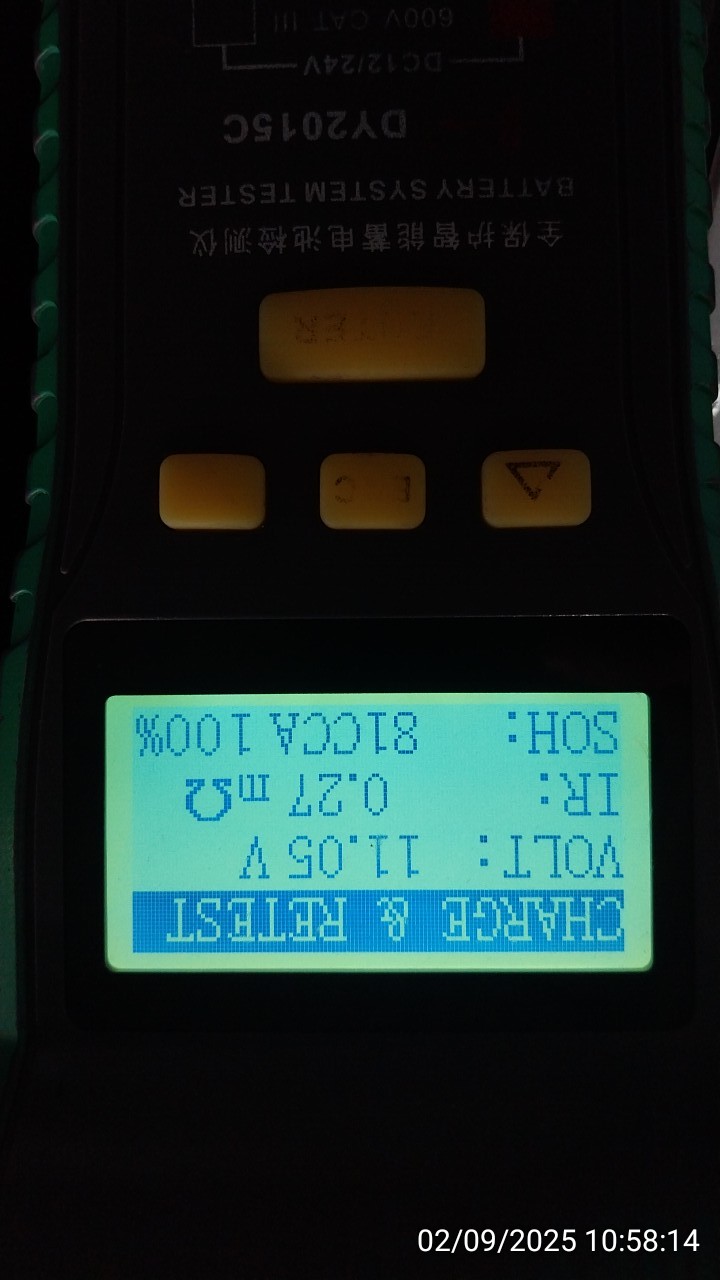 CHARGE & RETEST
VOLT: 11.05 V
IR: 0.27 mΩ
SOH: 81CCA 100%
全保护智能蓄电池检测仪
BATTERY SYSTEM TESTER
DY2015C
DC12/24V
600V CAT III
02/09/2025 10:58:14